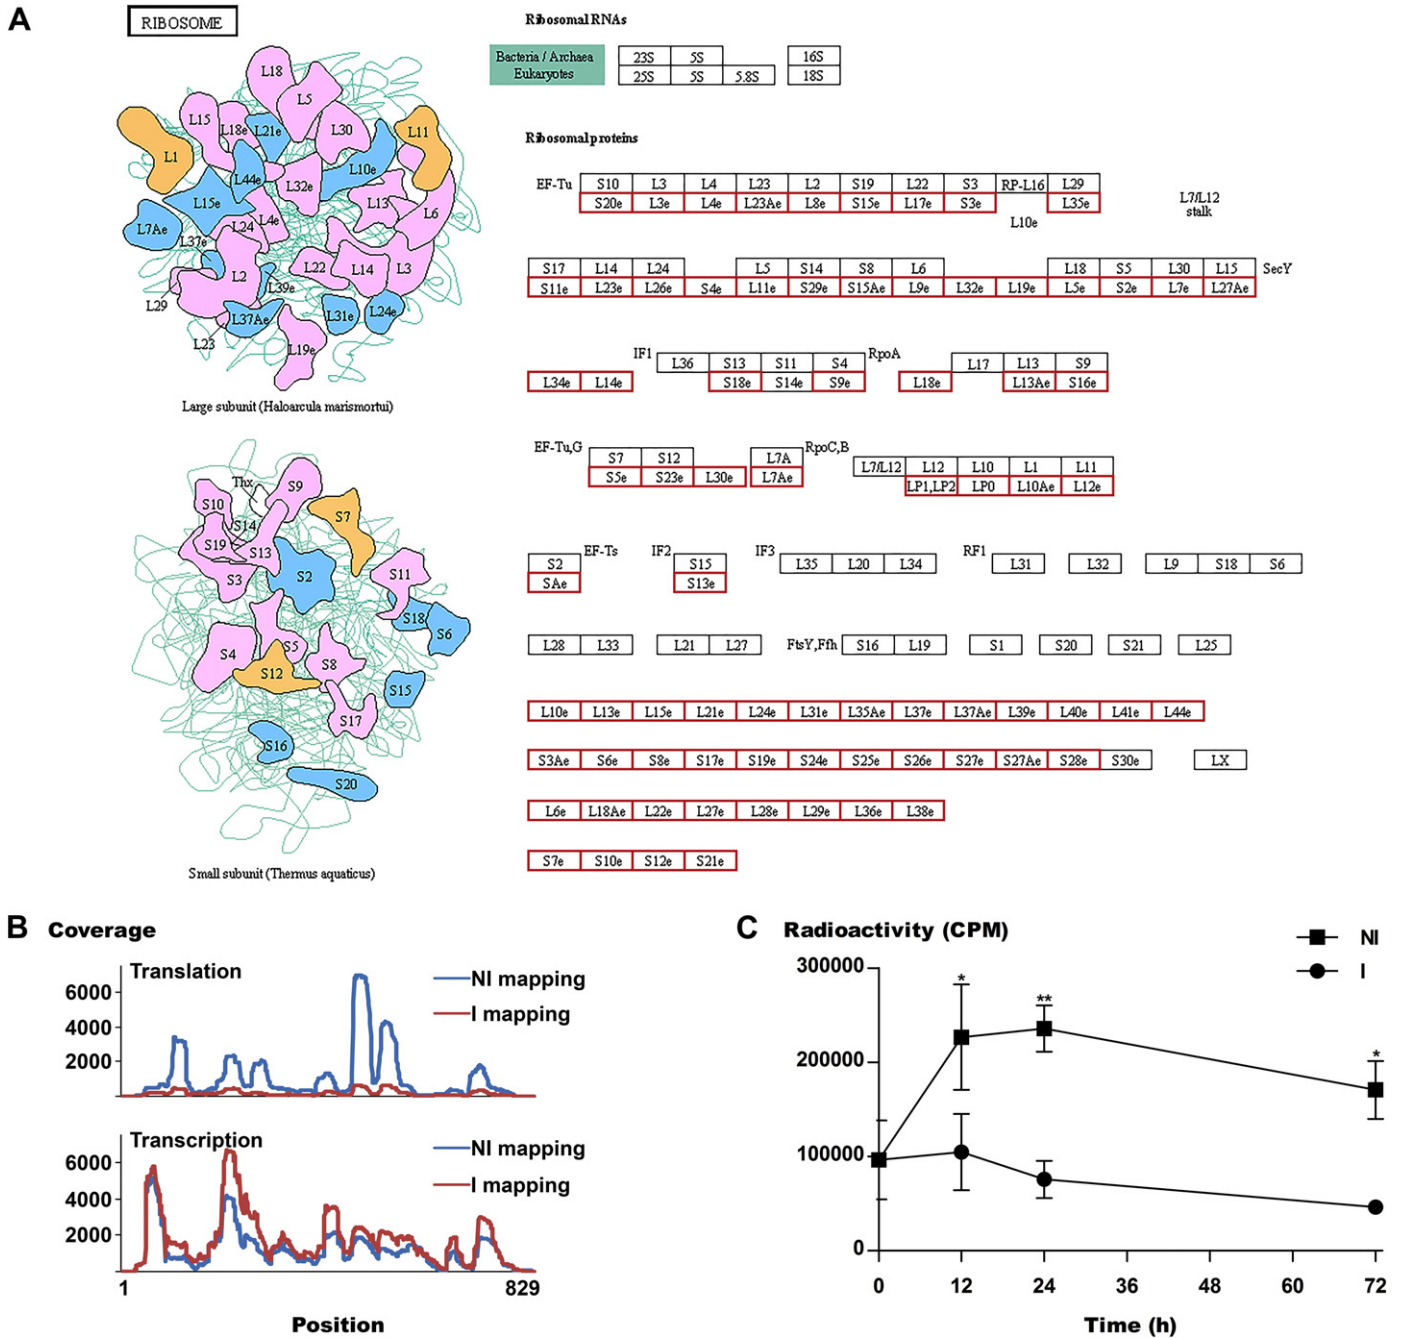 A
RIBOSOME
L18
L5
L15
L18e
L21e
L30
L11
L1
L44e
L32e
L10e
L15e
L13
L6
L7Ae
L24
L4e
L37e
L2
L22
L14
L3
L39e
L29
L37Ae
L31e
L24e
L23
L19e
Large subunit (Haloarcula marismortui)
Thx
S9
S10
S7
S14
S19
S13
S3
S2
S11
S18
S6
S4
S5
S8
S12
S15
S17
S16
S20
Small subunit (Thermus aquaticus)
Ribosomal RNAs
Bacteria / Archaea 23S 5S 16S
Eukaryotes 25S 5S 5.8S 18S
Ribosomal proteins
EF-Tu S10 L3 L4 L23 L2 S19 L22 S3 RP-L16 L29
S20e L3e L4e L23Ae L8e S15e L17e S3e L35e
L10e
L7/L12
stalk
S17 L14 L24 L5 S14 S8 L6 L18 S5 L30 L15 SecY
S11e L23e L26e S4e L11e S29e S15Ae L9e L32e L19e L5e S2e L7e L27Ae
IF1 L36 S13 S11 S4 RpoA L17 L13 S9
L34e L14e S18e S14e S9e L18e L13Ae S16e
EF-Tu,G S7 S12 L7A RpoC,B L7/L12 L12 L10 L1 L11
S5e S23e L30e L7Ae LP1,LP2 LP0 L10Ae L12e
S2 EF-Ts IF2 S15 IF3 L35 L20 L34 RF1 L31 L32 L9 S18 S6
SAe S13e
L28 L33 L21 L27 FtsY,Ffh S16 L19 S1 S20 S21 L25
L10e L13e L15e L21e L24e L31e L35Ae L37e L37Ae L39e L40e L41e L44e
S3Ae S6e S8e S17e S19e S24e S25e S26e S27e S27Ae S28e S30e LX
L6e L18Ae L22e L27e L28e L29e L36e L38e
S7e S10e S12e S21e
B Coverage
Translation
NI mapping
I mapping
6000
4000
2000
Transcription
NI mapping
I mapping
6000
4000
2000
1 829
Position
C Radioactivity (CPM)
NI
I
300000
200000
100000
0
* ** *
0 12 24 36 48 60 72
Time (h)